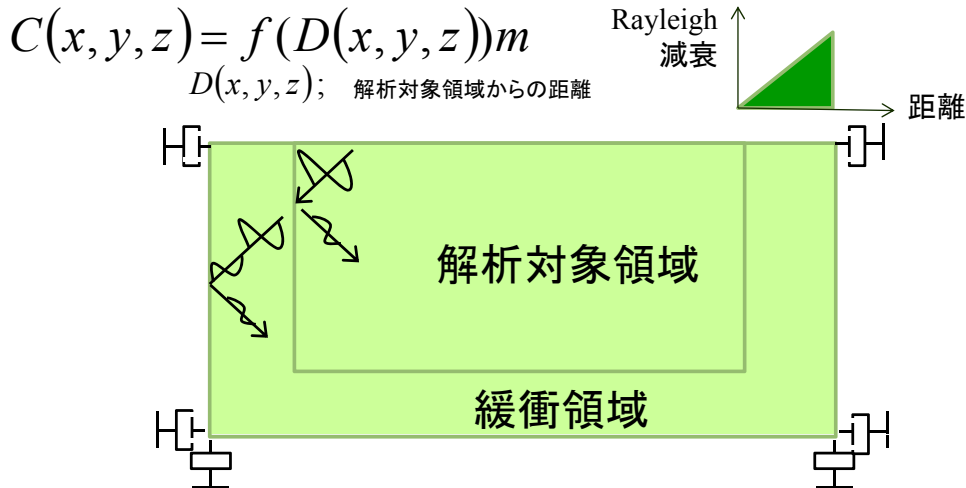 C(x, y, z) = f(D(x, y, z))m
D(x, y, z); 解析対象領域からの距離
Rayleigh
減衰
距離
解析対象領域
緩衝領域